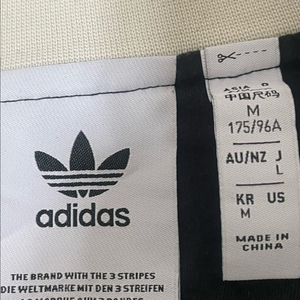 adidas
THE BRAND WITH THE 3 STRIPES
DIE WELTMARKE MIT DEN 3 STREIFEN
ASIA
中国尺码
M
175/96A
AU/NZ J
L
KR US
M
MADE IN
CHINA